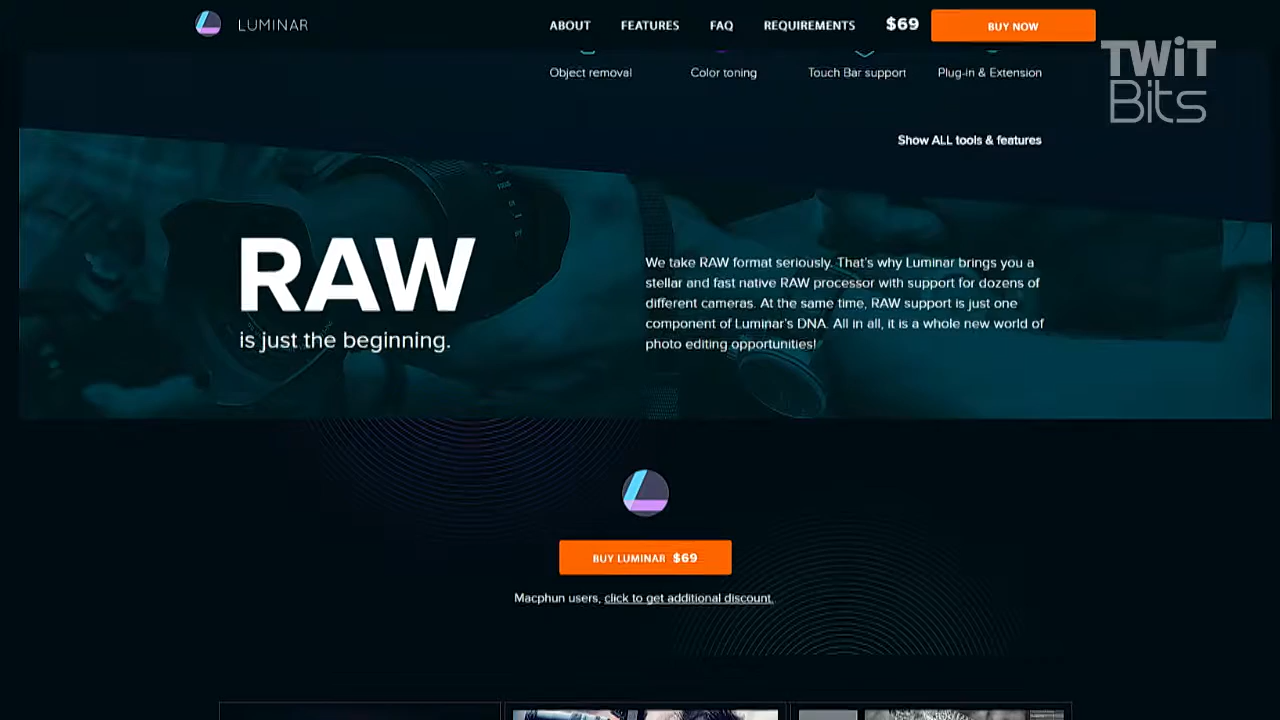 LUMINAR
ABOUT
FEATURES
FAQ
REQUIREMENTS
$69
BUY NOW
TWiT
Bits
Object removal
Color toning
Touch Bar support
Plug-in & Extension
Show ALL tools & features
RAW
is just the beginning.
We take RAW format seriously. That's why Luminar brings you a
stellar and fast native RAW processor with support for dozens of
different cameras. At the same time, RAW support is just one
component of Luminar's DNA. All in all, it is a whole new world of
photo editing opportunities!
BUY LUMINAR $69
Macphun users, click to get additional discount.